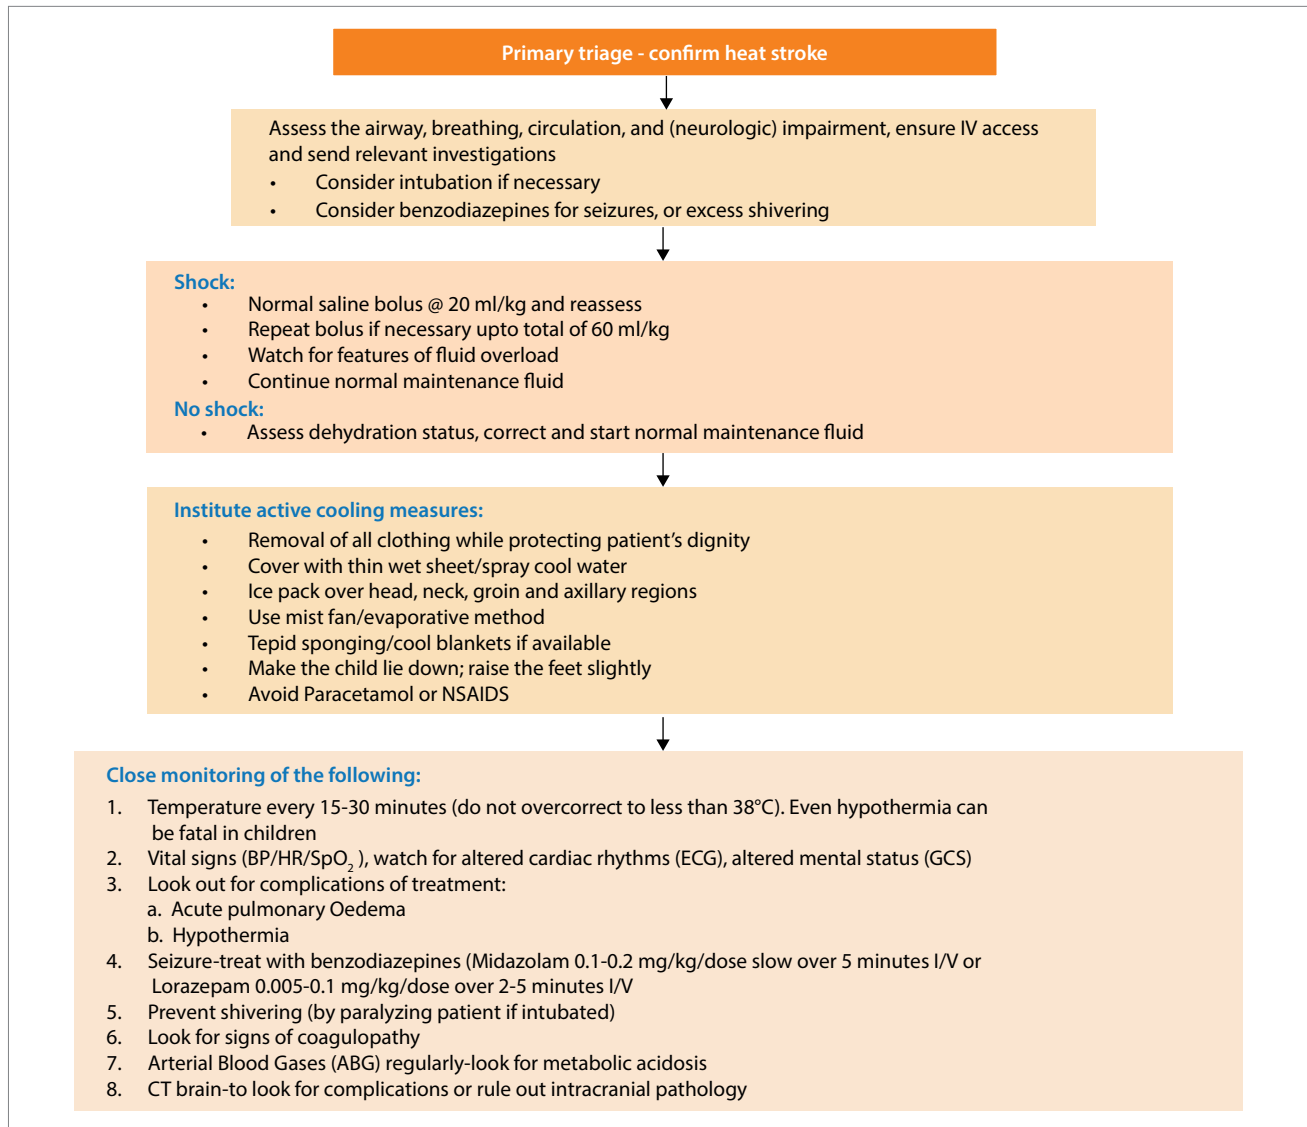 Primary triage - confirm heat stroke
Assess the airway, breathing, circulation, and (neurologic) impairment, ensure IV access
and send relevant investigations
• Consider intubation if necessary
• Consider benzodiazepines for seizures, or excess shivering
Shock:
• Normal saline bolus @ 20 ml/kg and reassess
• Repeat bolus if necessary upto total of 60 ml/kg
• Watch for features of fluid overload
• Continue normal maintenance fluid
No shock:
• Assess dehydration status, correct and start normal maintenance fluid
Institute active cooling measures:
• Removal of all clothing while protecting patient's dignity
• Cover with thin wet sheet/spray cool water
• Ice pack over head, neck, groin and axillary regions
• Use mist fan/evaporative method
• Tepid sponging/cool blankets if available
• Make the child lie down; raise the feet slightly
• Avoid Paracetamol or NSAIDS
Close monitoring of the following:
1. Temperature every 15-30 minutes (do not overcorrect to less than 38°C). Even hypothermia can
be fatal in children
2. Vital signs (BP/HR/SpO2 ), watch for altered cardiac rhythms (ECG), altered mental status (GCS)
3. Look out for complications of treatment:
a. Acute pulmonary Oedema
b. Hypothermia
4. Seizure-treat with benzodiazepines (Midazolam 0.1-0.2 mg/kg/dose slow over 5 minutes I/V or
Lorazepam 0.005-0.1 mg/kg/dose over 2-5 minutes I/V
5. Prevent shivering (by paralyzing patient if intubated)
6. Look for signs of coagulopathy
7. Arterial Blood Gases (ABG) regularly-look for metabolic acidosis
8. CT brain-to look for complications or rule out intracranial pathology